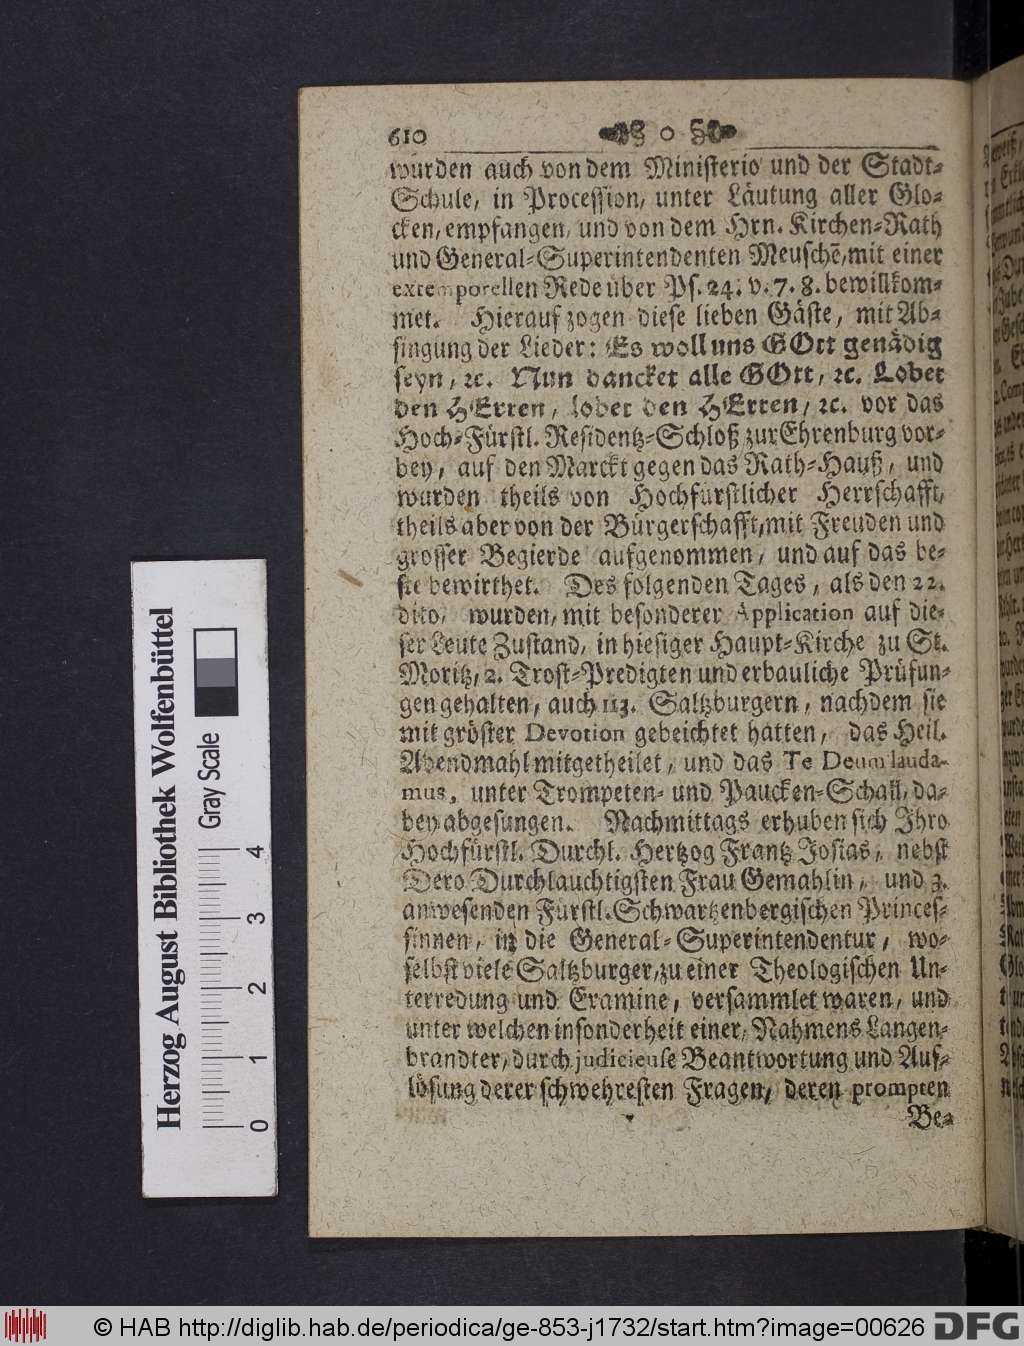 610 o
wurden auch von dem Ministerio und der Stadt-
Schule, in Procession, unter Läutung aller Glo-
cken, empfangen, und von dem Hrn. Kirchen-Rath
und General-Superintendenten Meuschē, mit einer
extemporellen Rede über Ps. 24. v. 7. 8. bewillkom-
met. Hierauf zogen diese lieben Gäste, mit Ab-
singung der Lieder: Es woll uns GOtt genädig
seyn, ꝛc. Nun dancket alle GOtt, ꝛc. Lobet
den HErren, lobet den HErren, ꝛc. vor das
Hoch-Fürstl. Residentz-Schloß zur Ehrenburg vor-
bey, auf den Marckt gegen das Rath-Hauß, und
wurden theils von Hochfürstlicher Herrschafft,
theils aber von der Bürgerschafft, mit Freuden und
grosser Begierde aufgenommen, und auf das be-
ste bewirthet. Des folgenden Tages, als den 22.
dito, wurden, mit besonderer Application auf die-
ser Leute Zustand, in hiesiger Haupt-Kirche zu St.
Moritz, 2. Trost-Predigten und erbauliche Prüfun-
gen gehalten, auch 113. Saltzburgern, nachdem sie
mit gröster Devotion gebeichtet hatten, das Heil.
Abendmahl mitgetheilet, und das Te Deum lauda-
mus, unter Trompeten- und Paucken-Schall, da-
bey abgesungen. Nachmittags erhuben sich Ihro
Hochfürstl. Durchl. Hertzog Frantz Josias, nebst
Dero Durchlauchtigsten Frau Gemahlin, und 3.
anwesenden Fürstl. Schwartzenbergischen Princes-
sinnen, in die General-Superintendentur, wo-
selbst viele Saltzburger, zu einer Theologischen Un-
terredung und Examine, versammlet waren, und
unter welchen insonderheit einer, Nahmens Langen-
brandter, durch judicieuse Beantwortung und Auf-
lösung derer schwehresten Fragen, deren prompten
Be-
Herzog August Bibliothek Wolfenbüttel
Gray Scale
0 1 2 3 4
© HAB http://diglib.hab.de/periodica/ge-853-j1732/start.htm?image=00626
DFG